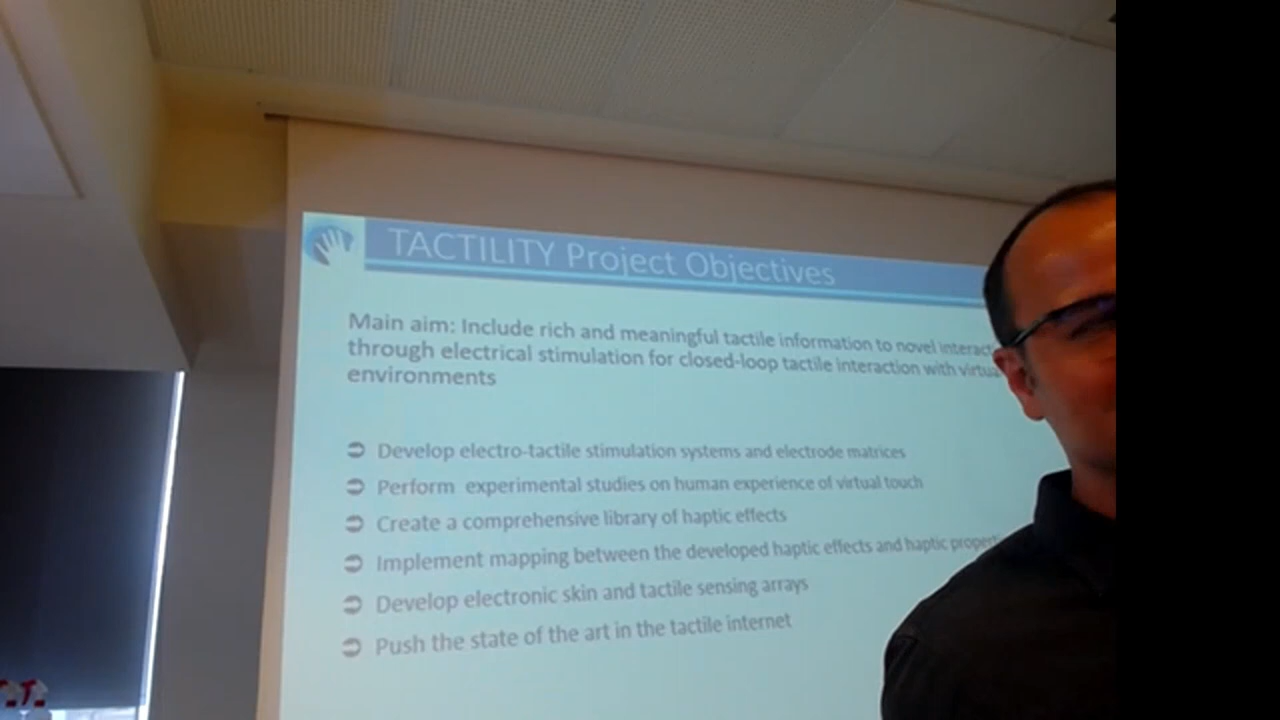 TACTILITY Project Objectives
Main aim: Include rich and meaningful tactile information to novel
through electrical stimulation for closed-loop tactile interaction with
environments
Develop electro-tactile stimulation systems and electrode matrices
Perform experimental studies on human experience of virtual touch
Create a comprehensive library of haptic effects
Implement mapping between the developed haptic effects and haptic
Develop electronic skin and tactile sensing arrays
Push the state of the art in the tactile internet